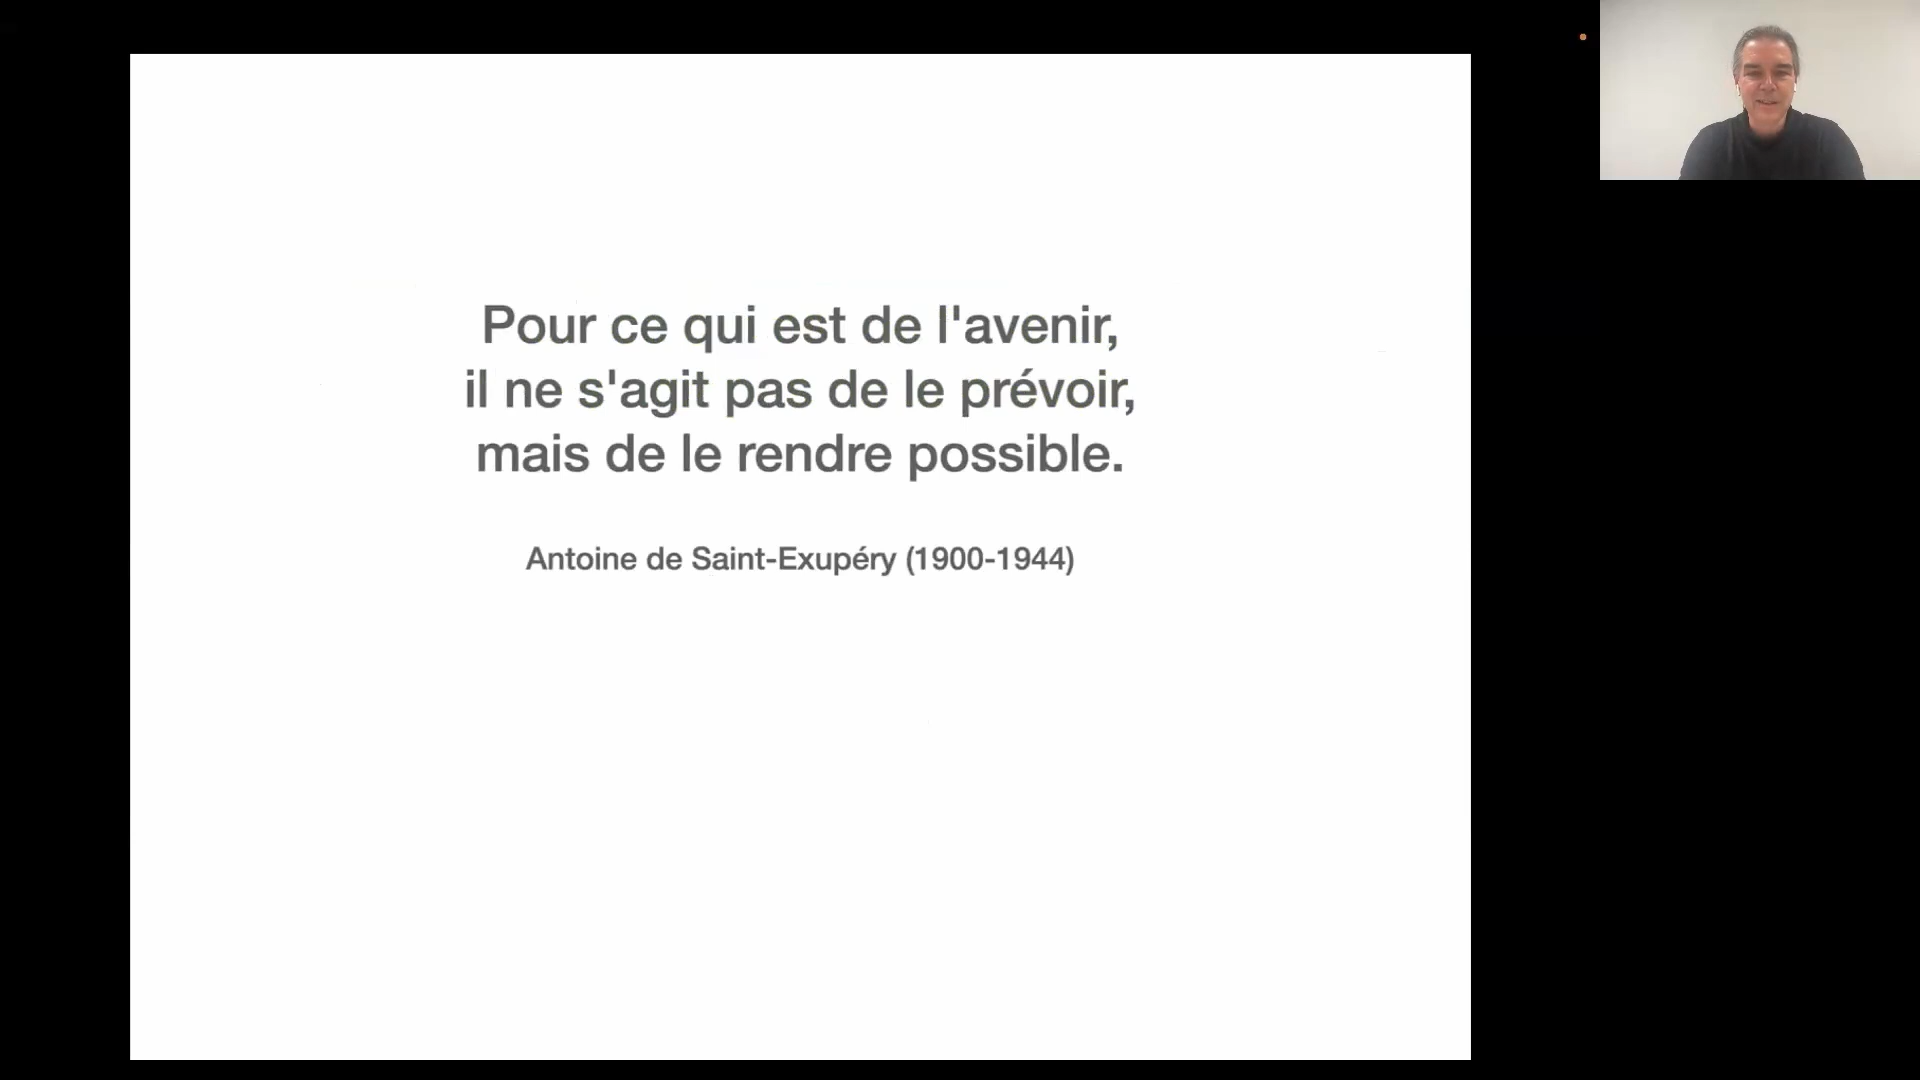 Pour ce qui est de l'avenir,
il ne s'agit pas de le prévoir,
mais de le rendre possible.
Antoine de Saint-Exupéry (1900-1944)